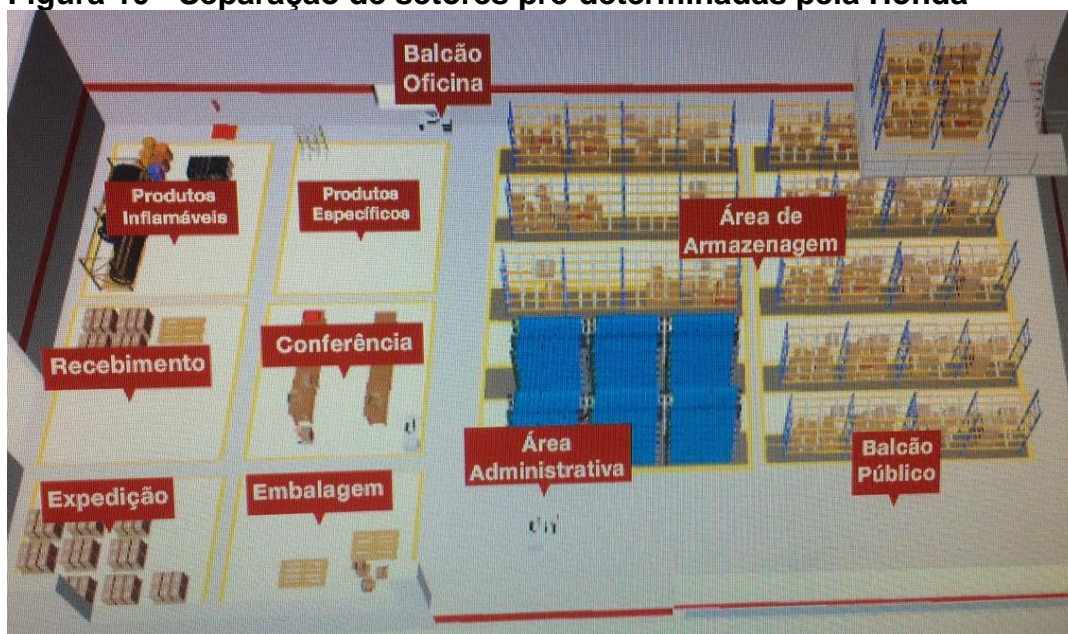 Figura - Separação de setores pré-determinadas pela Honda
Balcão
Oficina
Produtos
Inflamáveis
Produtos
Específicos
Área de
Armazenagem
Recebimento
Conferência
Área
Administrativa
Balcão
Público
Expedição
Embalagem